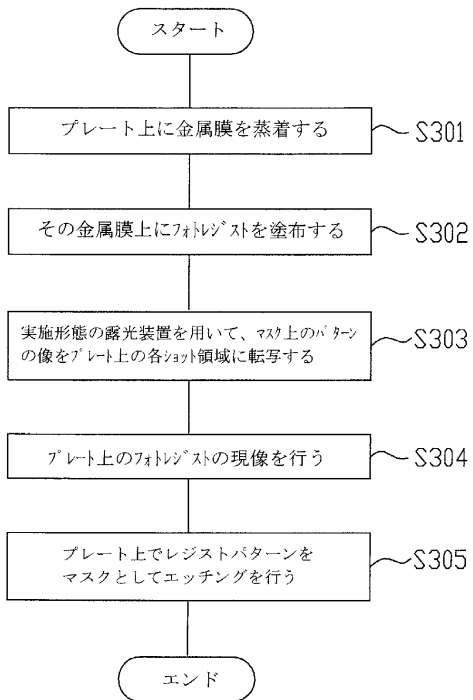 スタート
プレート上に金属膜を蒸着する
S301
その金属膜上にフォトレジストを塗布する
S302
実施形態の露光装置を用いて、マスク上のパターン
の像をプレート上の各ショット領域に転写する
S303
プレート上のフォトレジストの現像を行う
S304
プレート上でレジストパターンを
マスクとしてエッチングを行う
S305
エンド